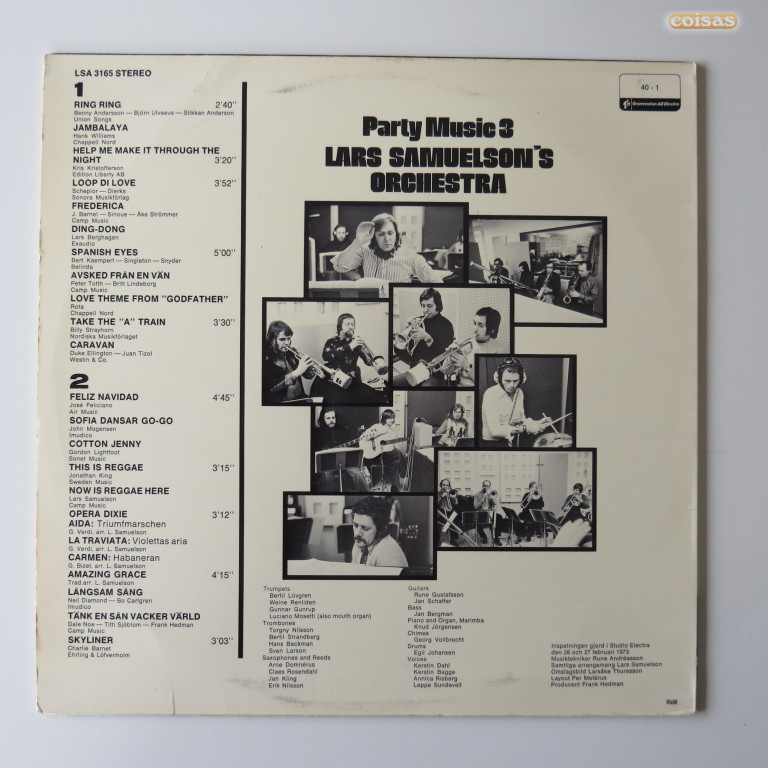 coisas
LSA 3165 STEREO
1
RING RING 2'40''
Benny Andersson — Björn Ulvaeus — Stikkan Anderson
Union Songs
JAMBALAYA
Hank Williams
Chappell Nord
HELP ME MAKE IT THROUGH THE
NIGHT 3'20''
Kris Kristofferson
Edition Liberty AB
LOOP DI LOVE 3'52''
Schepior — Dierks
Sonora Musikförlag
FREDERICA
J. Barnel — Sinoue — Åke Strömmer
Camp Music
DING-DONG
Lars Berghagen
Exaudio
SPANISH EYES 5'00''
Bert Kaempert — Singleton — Snyder
Belinda
AVSKED FRÅN EN VÄN
Peter Totth — Britt Lindeborg
Camp Music
LOVE THEME FROM "GODFATHER"
Rota
Chappell Nord
TAKE THE "A" TRAIN 3'30''
Billy Strayhorn
Nordiska Musikförlaget
CARAVAN
Duke Ellington — Juan Tizol
Westin & Co.
2
FELIZ NAVIDAD 4'45''
José Feliciano
Air Music
SOFIA DANSAR GO-GO
John Mogensen
Imudico
COTTON JENNY
Gordon Lightfoot
Sonet Music
THIS IS REGGAE 3'15''
Jonathan King
Sweden Music
NOW IS REGGAE HERE
Lars Samuelson
Camp Music
OPERA DIXIE 3'12''
AIDA: Triumfmarschen
G. Verdi, arr. L. Samuelson
LA TRAVIATA: Violettas aria
G. Verdi, arr. L. Samuelson
CARMEN: Habaneran
G. Bizet, arr. L. Samuelson
AMAZING GRACE 4'15''
Trad.arr. L. Samuelson
LÅNGSAM SÅNG
Neil Diamond — Bo Carlgren
Imudico
TÄNK EN SÅN VACKER VÄRLD
Dale Noe — Titti Sjöblom — Frank Hedman
Camp Music
SKYLINER 3'03''
Charlie Barnet
Ehrling & Löfvenholm
40 - 1
Grammofon AB Electra
Party Music 3
LARS SAMUELSON'S
ORCHESTRA
Trumpets
Bertil Lövgren
Weine Renliden
Gunnar Gunrup
Luciano Mosetti (also mouth organ)
Trombones
Torgny Nilsson
Bertil Strandberg
Hans Backman
Sven Larson
Saxophones and Reeds
Arne Domnérus
Claes Rosendahl
Jan Kling
Erik Nilsson
Guitars
Rune Gustafsson
Jan Schaffer
Bass
Jan Bergman
Piano and Organ, Marimba
Knud Jörgensen
Chimes
Georg Vollbrecht
Drums
Egil Johansen
Voices
Kerstin Dahl
Kerstin Bagge
Annica Risberg
Leppe Sundevall
Inspelningen gjord i Studio Electra
den 26 och 27 februari 1973
Musiktekniker Rune Andréasson
Samtliga arrangemang Lars Samuelson
Omslagsbild Larsåke Thuresson
Layout Per Metérus
Producent Frank Hedman